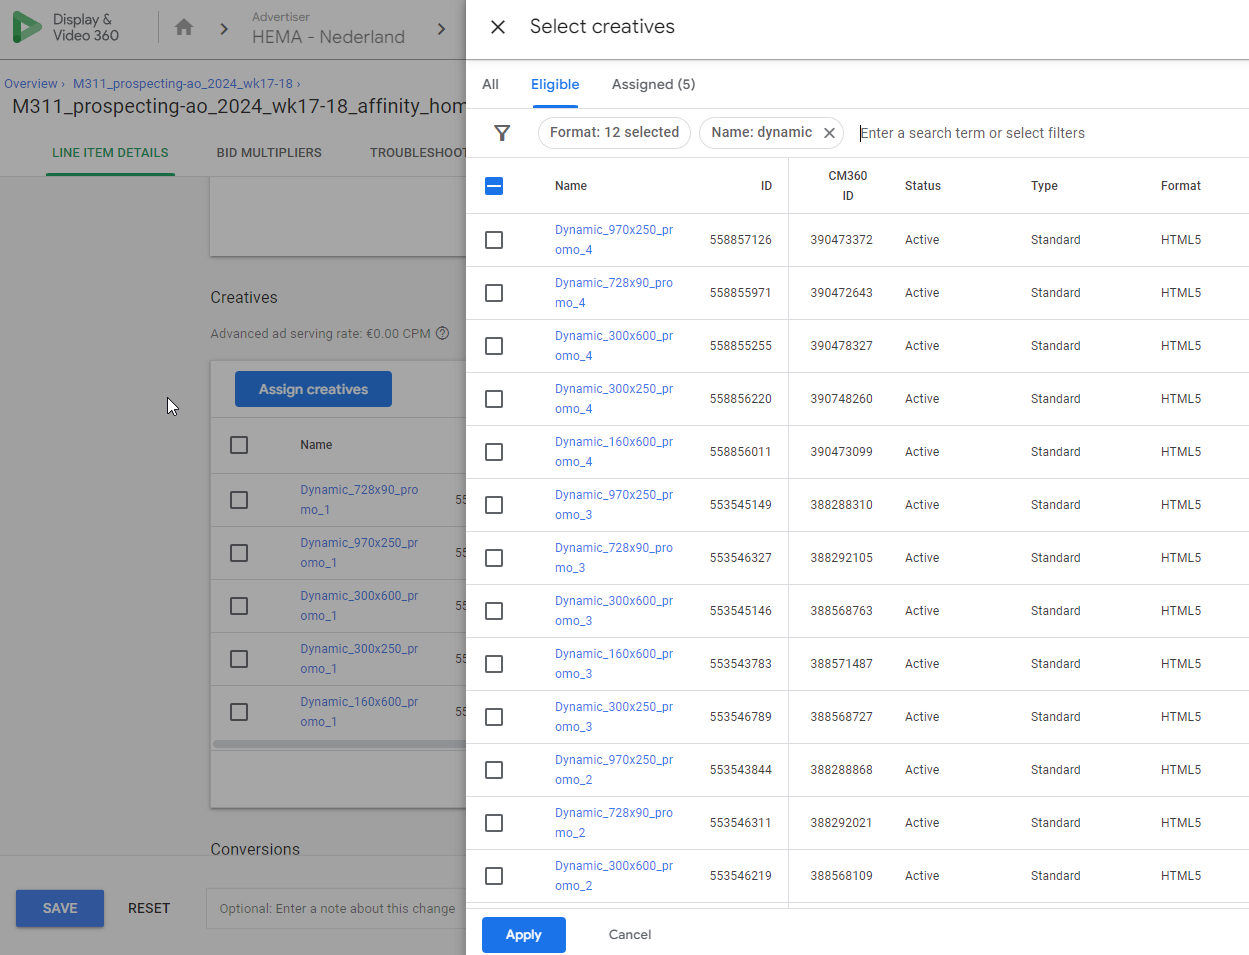 Display &
Video 360
Advertiser
HEMA - Nederland
Overview › M311_prospecting-ao_2024_wk17-18 ›
M311_prospecting-ao_2024_wk17-18_affinity_hom
LINE ITEM DETAILS
BID MULTIPLIERS
TROUBLESHOOT
Creatives
Advanced ad serving rate: €0.00 CPM
Assign creatives
Name
Dynamic_728x90_pro
mo_1
55
Dynamic_970x250_pr
omo_1
55
Dynamic_300x600_pr
omo_1
55
Dynamic_300x250_pr
omo_1
55
Dynamic_160x600_pr
omo_1
55
Conversions
SAVE
RESET
Optional: Enter a note about this change
Select creatives
All
Eligible
Assigned (5)
Format: 12 selected
Name: dynamic
Enter a search term or select filters
Name ID CM360 ID Status Type Format
Dynamic_970x250_pr
omo_4
558857126 390473372 Active Standard HTML5
Dynamic_728x90_pro
mo_4
558855971 390472643 Active Standard HTML5
Dynamic_300x600_pr
omo_4
558855255 390478327 Active Standard HTML5
Dynamic_300x250_pr
omo_4
558856220 390748260 Active Standard HTML5
Dynamic_160x600_pr
omo_4
558856011 390473099 Active Standard HTML5
Dynamic_970x250_pr
omo_3
553545149 388288310 Active Standard HTML5
Dynamic_728x90_pro
mo_3
553546327 388292105 Active Standard HTML5
Dynamic_300x600_pr
omo_3
553545146 388568763 Active Standard HTML5
Dynamic_160x600_pr
omo_3
553543783 388571487 Active Standard HTML5
Dynamic_300x250_pr
omo_3
553546789 388568727 Active Standard HTML5
Dynamic_970x250_pr
omo_2
553543844 388288868 Active Standard HTML5
Dynamic_728x90_pro
mo_2
553546311 388292021 Active Standard HTML5
Dynamic_300x600_pr
omo_2
553546219 388568109 Active Standard HTML5
Apply
Cancel